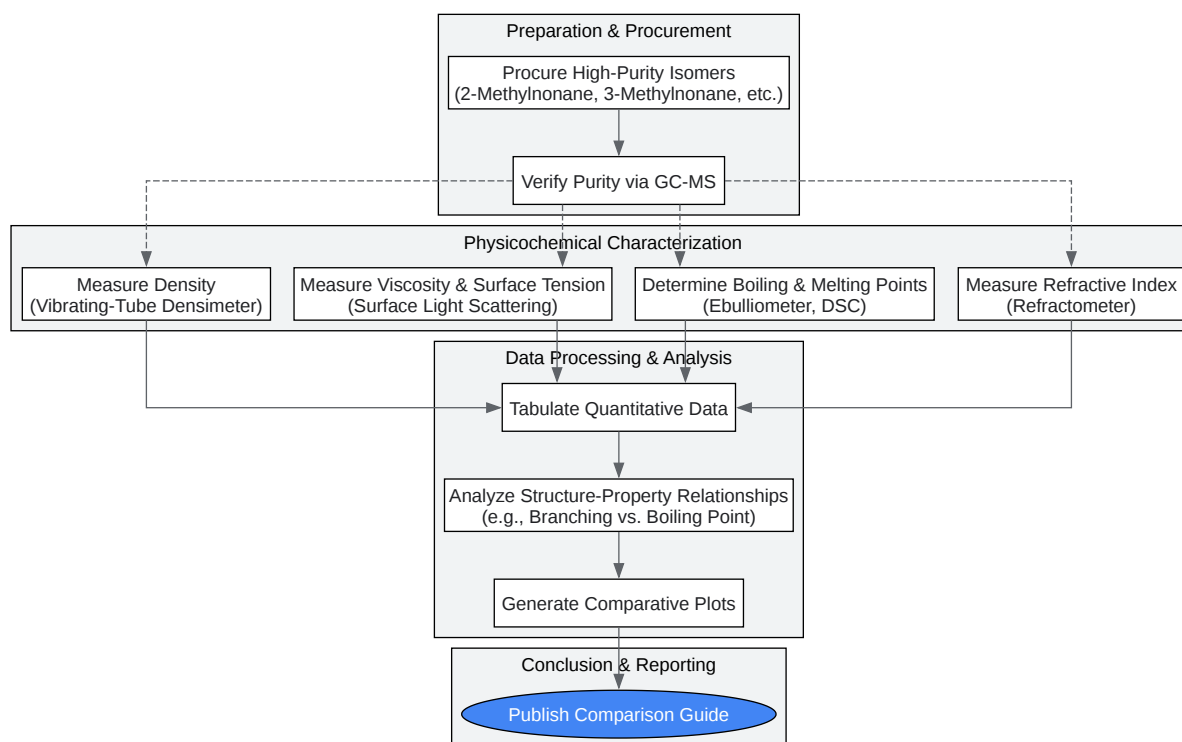 Preparation & Procurement
Procure High-Purity Isomers
(2-Methylnonane, 3-Methylnonane, etc.)
Verify Purity via GC-MS
Physicochemical Characterization
Measure Density
(Vibrating-Tube Densimeter)
Measure Viscosity & Surface Tension
(Surface Light Scattering)
Determine Boiling & Melting Points
(Ebulliometer, DSC)
Measure Refractive Index
(Refractometer)
Data Processing & Analysis
Tabulate Quantitative Data
Analyze Structure-Property Relationships
(e.g., Branching vs. Boiling Point)
Generate Comparative Plots
Conclusion & Reporting
Publish Comparison Guide